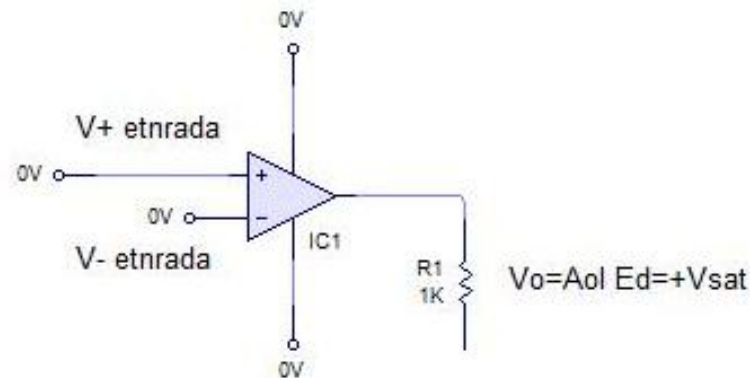 0V
V+ etnrada
0V
+
0V
-
IC1
V- etnrada
R1
1K
Vo=Aol Ed=+Vsat
0V